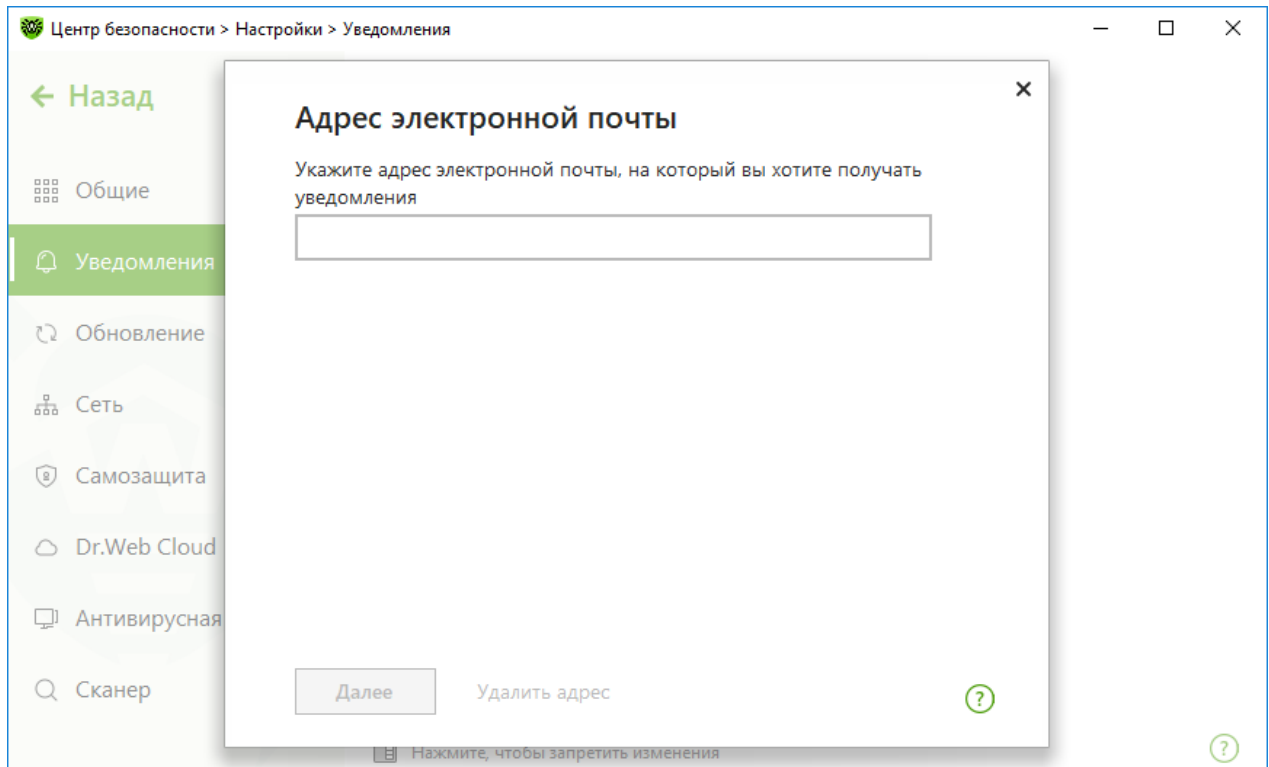 Центр безопасности > Настройки > Уведомления
Назад
Общие
Уведомления
Обновление
Сеть
Самозащита
Dr.Web Cloud
Антивирусная
Сканер
Адрес электронной почты
Укажите адрес электронной почты, на который вы хотите получать
уведомления
Далее
Удалить адрес
?
Нажмите, чтобы запретить изменения
?